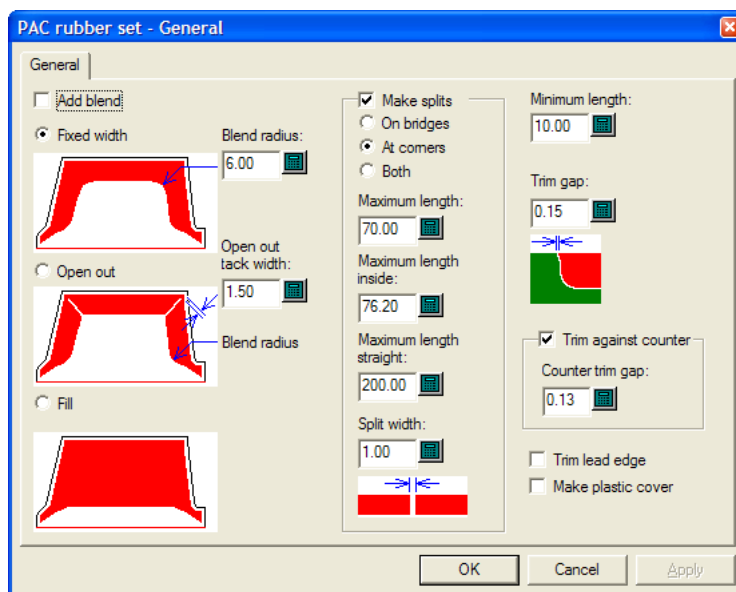 PAC rubber set - General
General
Add blend
Fixed width
Blend radius:
6.00
Open out
Open out
tack width:
1.50
Blend radius
Fill
Make splits
On bridges
At corners
Both
Maximum length:
70.00
Maximum length
inside:
76.20
Maximum length
straight:
200.00
Split width:
1.00
Minimum length:
10.00
Trim gap:
0.15
Trim against counter
Counter trim gap:
0.13
Trim lead edge
Make plastic cover
OK
Cancel
Apply